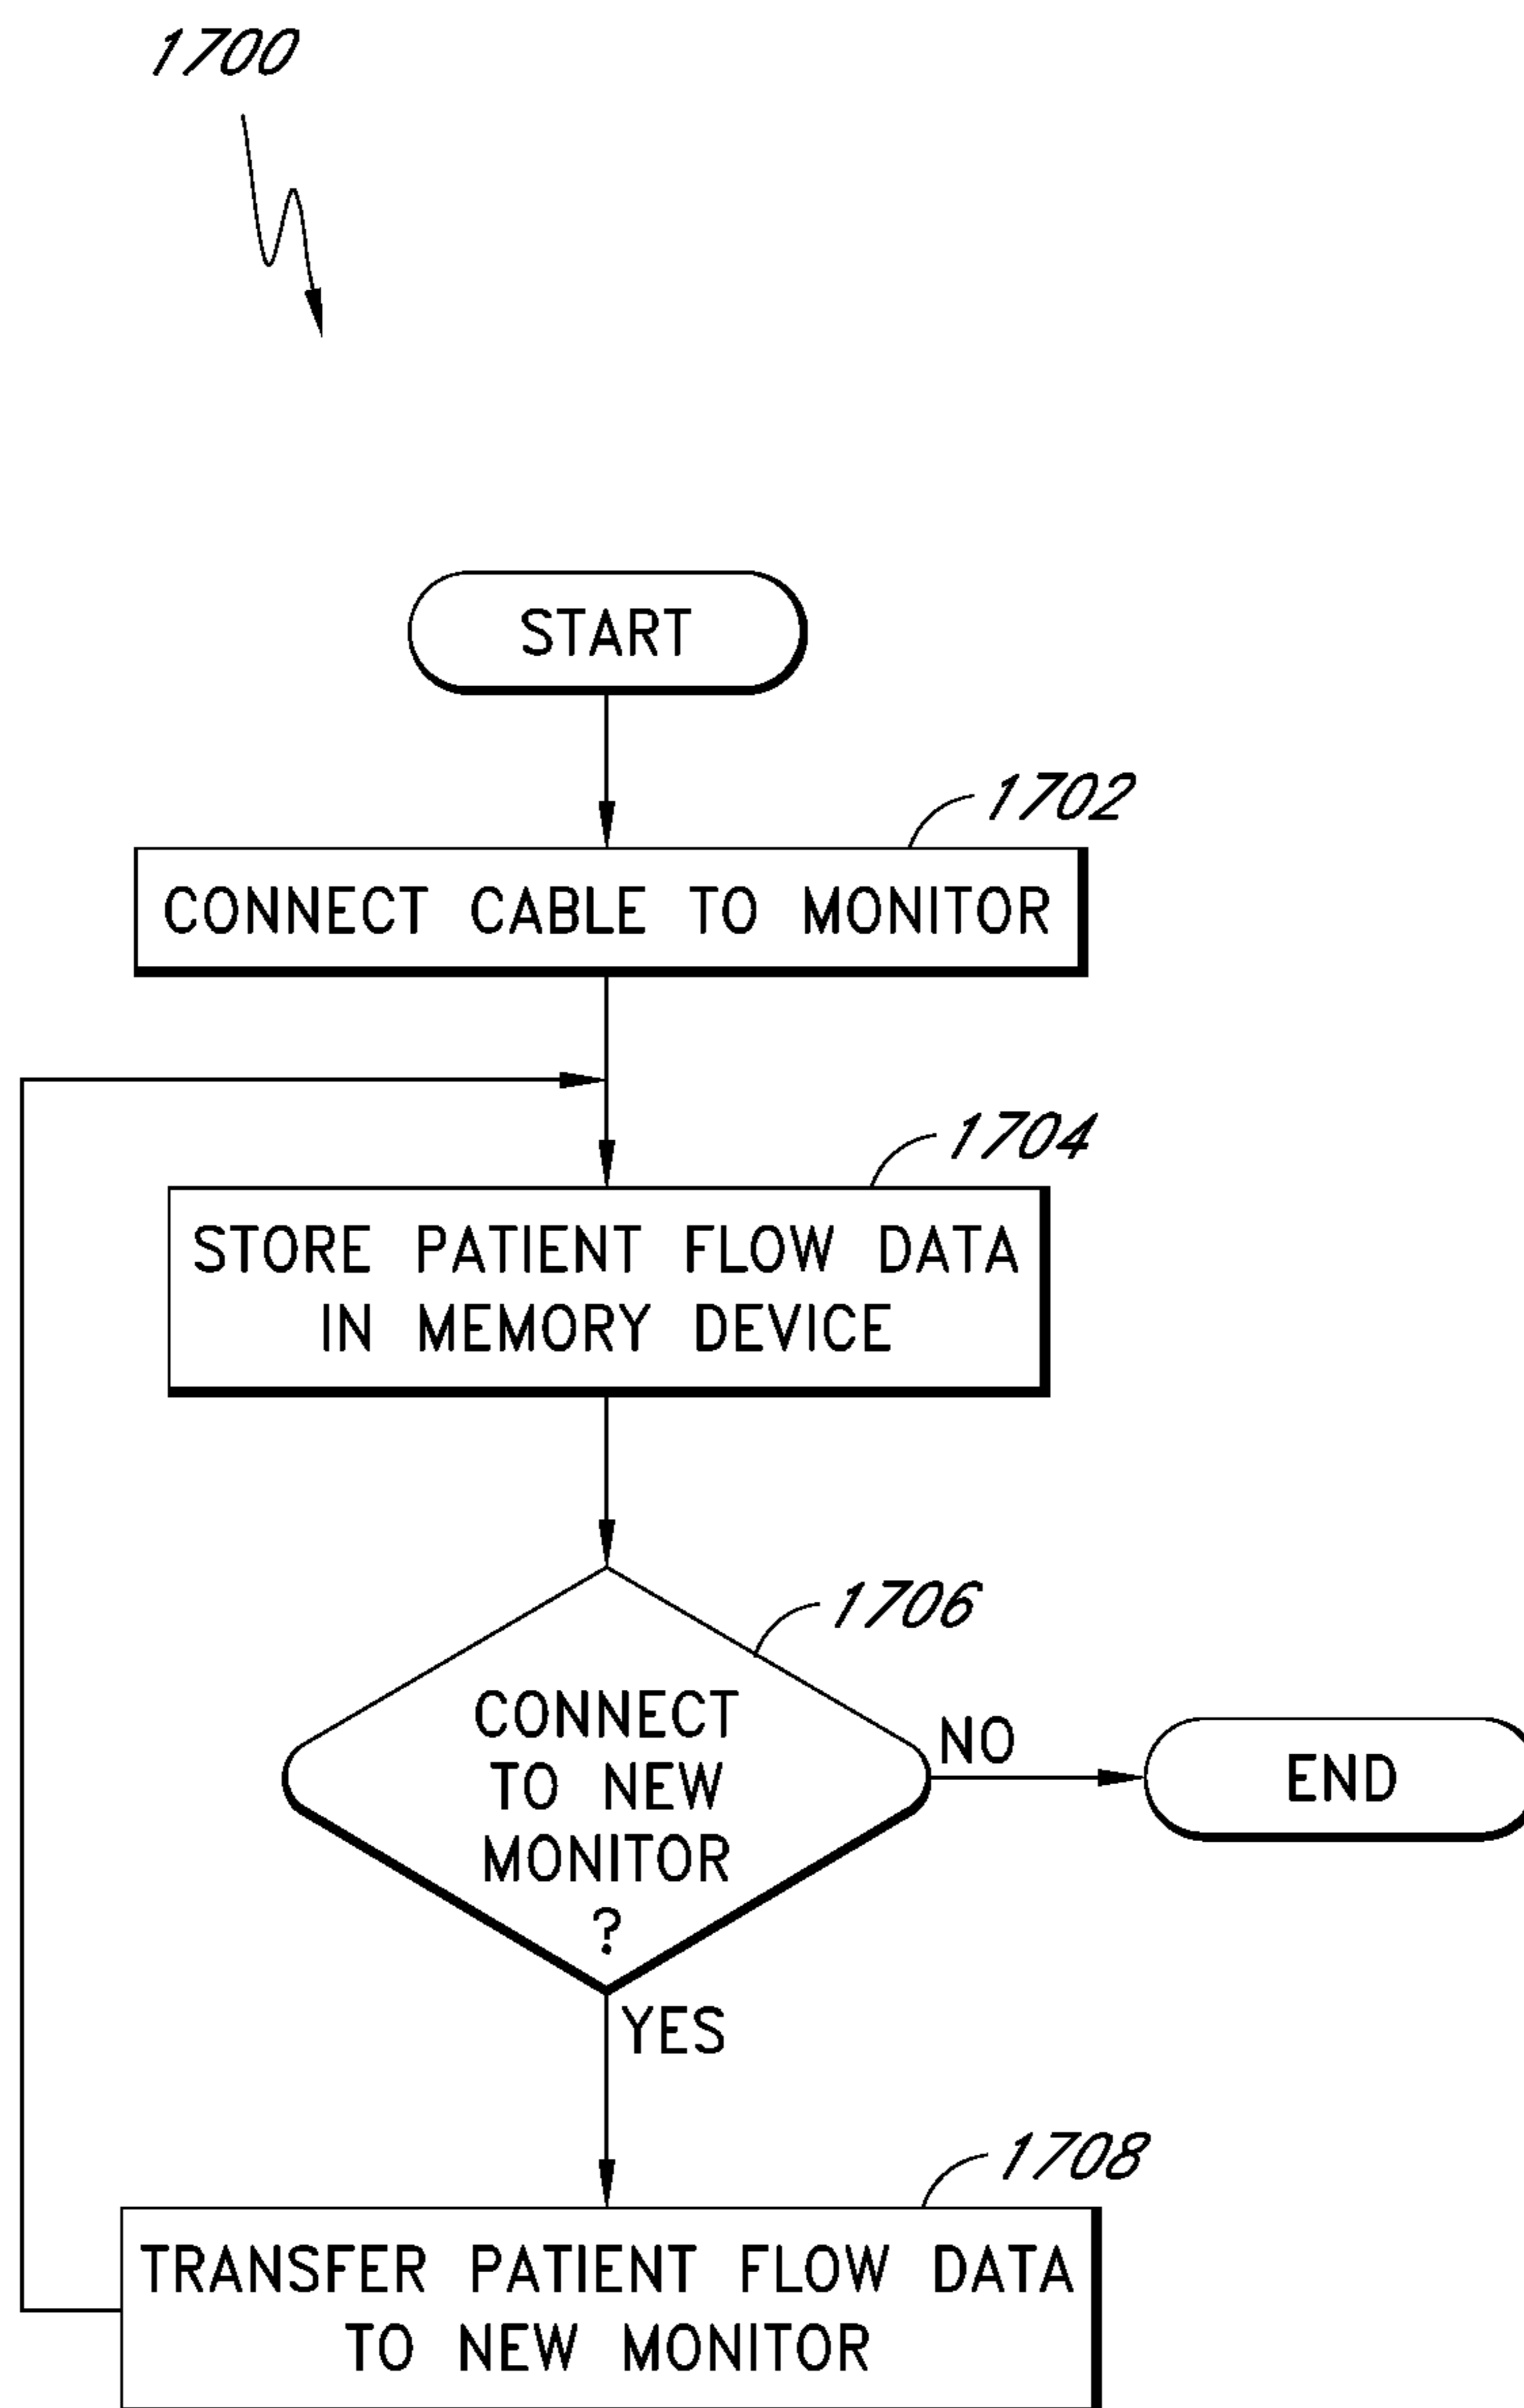 1700
START
1702
CONNECT CABLE TO MONITOR
1704
STORE PATIENT FLOW DATA
IN MEMORY DEVICE
1706
CONNECT
TO NEW
MONITOR
?
NO
END
YES
1708
TRANSFER PATIENT FLOW DATA
TO NEW MONITOR